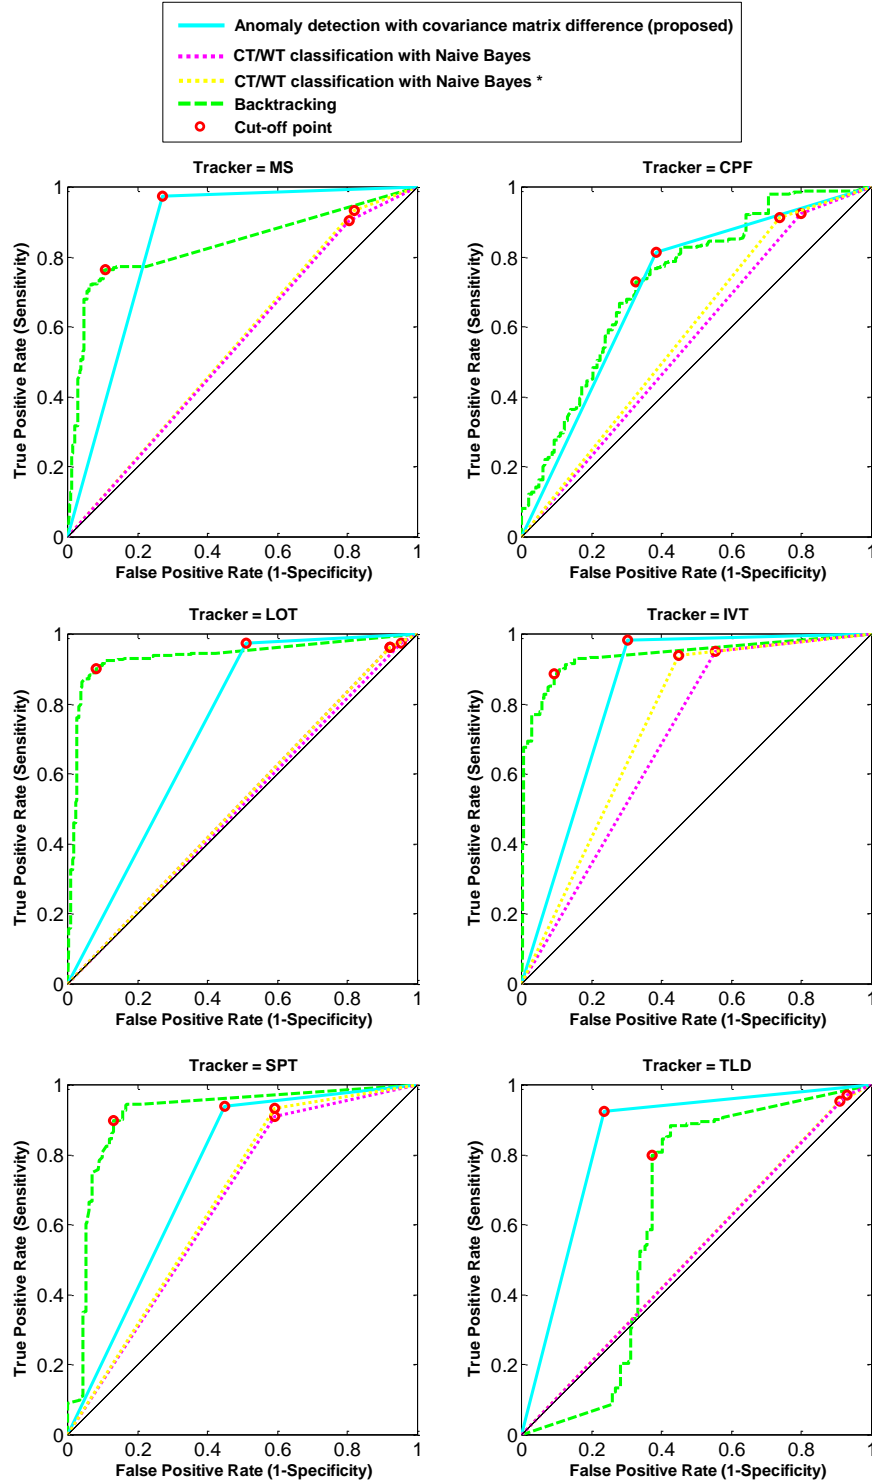 Anomaly detection with covariance matrix difference (proposed)
CT/WT classification with Naive Bayes
CT/WT classification with Naive Bayes *
Backtracking
Cut-off point
Tracker = MS
True Positive Rate (Sensitivity)
1
0.8
0.6
0.4
0.2
0
0 0.2 0.4 0.6 0.8 1
False Positive Rate (1-Specificity)
Tracker = CPF
True Positive Rate (Sensitivity)
1
0.8
0.6
0.4
0.2
0
0 0.2 0.4 0.6 0.8 1
False Positive Rate (1-Specificity)
Tracker = LOT
True Positive Rate (Sensitivity)
1
0.8
0.6
0.4
0.2
0
0 0.2 0.4 0.6 0.8 1
False Positive Rate (1-Specificity)
Tracker = IVT
True Positive Rate (Sensitivity)
1
0.8
0.6
0.4
0.2
0
0 0.2 0.4 0.6 0.8 1
False Positive Rate (1-Specificity)
Tracker = SPT
True Positive Rate (Sensitivity)
1
0.8
0.6
0.4
0.2
0
0 0.2 0.4 0.6 0.8 1
False Positive Rate (1-Specificity)
Tracker = TLD
True Positive Rate (Sensitivity)
1
0.8
0.6
0.4
0.2
0
0 0.2 0.4 0.6 0.8 1
False Positive Rate (1-Specificity)